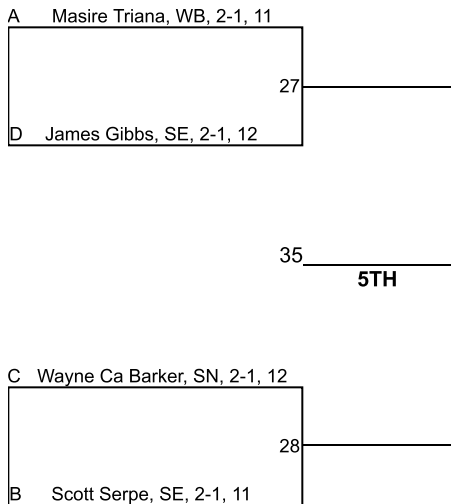 A Masire Triana, WB, 2-1, 11
27
D James Gibbs, SE, 2-1, 12
35
5TH
C Wayne Ca Barker, SN, 2-1, 12
28
B Scott Serpe, SE, 2-1, 11